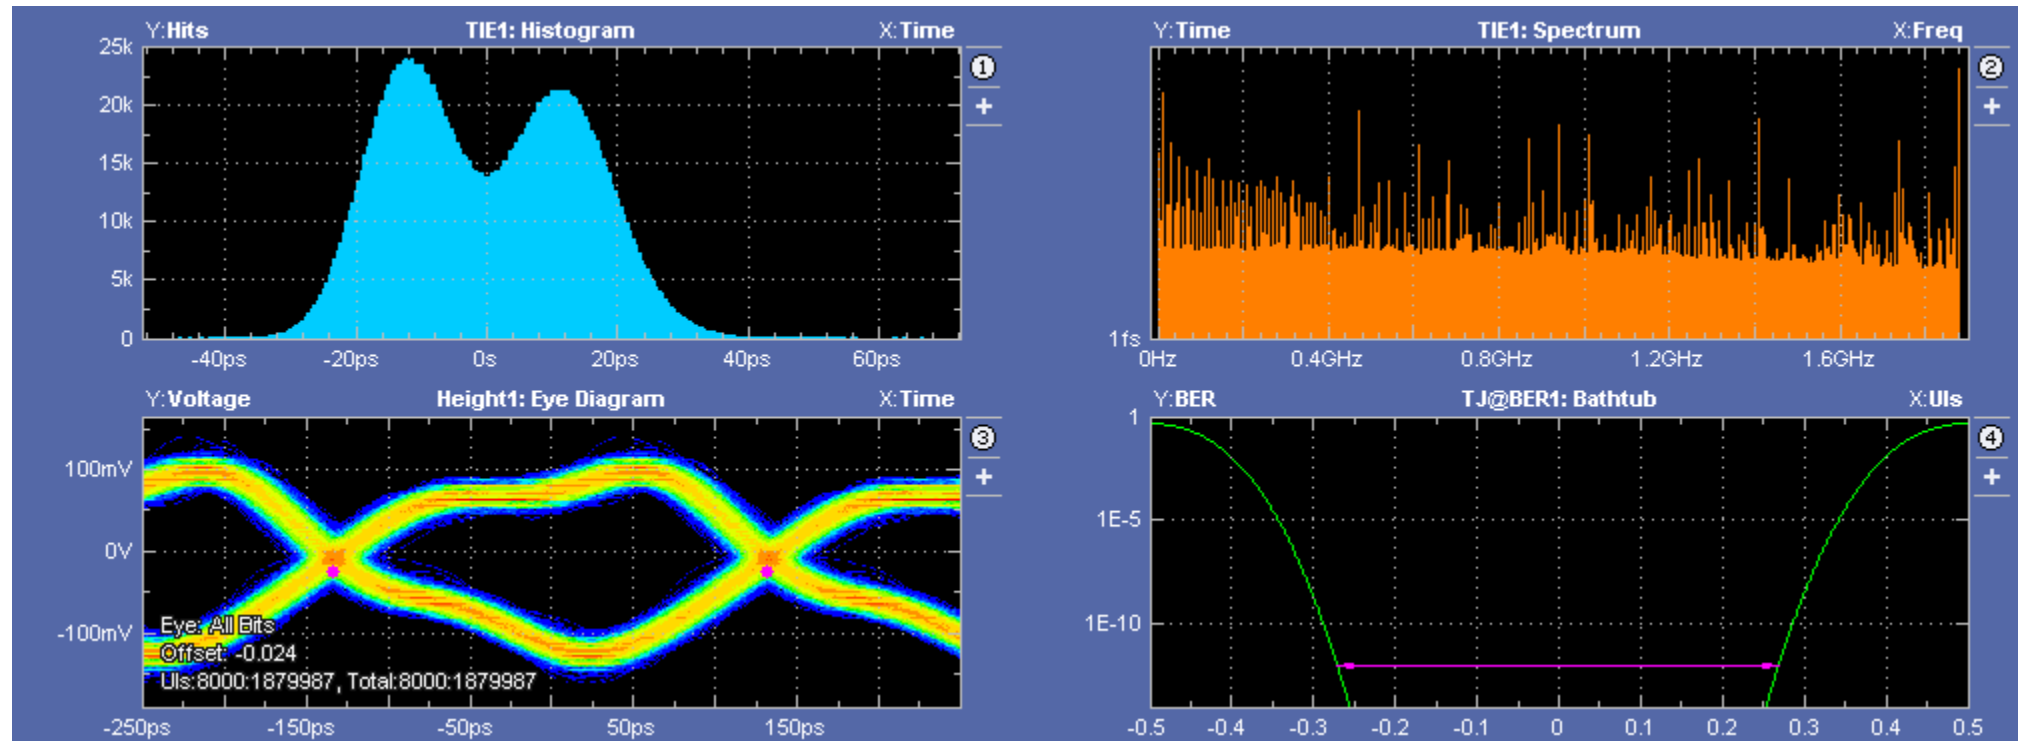 Y:Hits TIE1: Histogram X:Time
25k
20k
15k
10k
5k
0
-40ps -20ps 0s 20ps 40ps 60ps
1
+
Y:Time TIE1: Spectrum X:Freq
1fs
0Hz 0.4GHz 0.8GHz 1.2GHz 1.6GHz
2
+
Y:Voltage Height1: Eye Diagram X:Time
100mV
0V
-100mV
Eye: All Bits
Offset: -0.024
UIs:8000:1879987, Total:8000:1879987
-250ps -150ps -50ps 50ps 150ps
3
+
Y:BER TJ@BER1: Bathtub X:UIs
1
1E-5
1E-10
-0.5 -0.4 -0.3 -0.2 -0.1 0 0.1 0.2 0.3 0.4 0.5
4
+